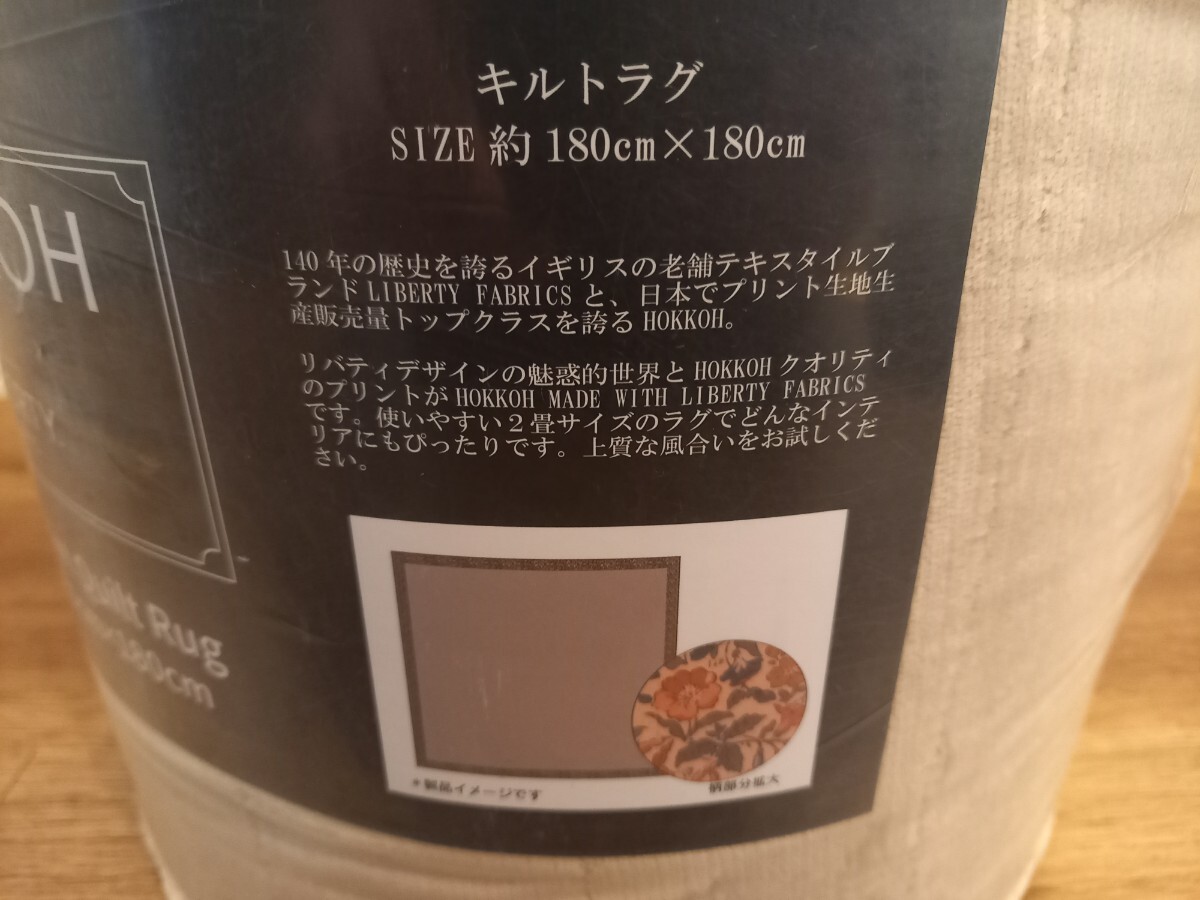 キルトラグ
SIZE 約 180cm×180cm
140 年の歴史を誇るイギリスの老舗テキスタイルブ
ランド LIBERTY FABRICS と、日本でプリント生地生
産販売量トップクラスを誇る HOKKOH。
リバティデザインの魅惑的世界と HOKKOH クオリティ
のプリントが HOKKOH MADE WITH LIBERTY FABRICS
です。使いやすい 2 畳サイズのラグでどんなインテ
リアにもぴったりです。上質な風合いをお試しくだ
さい。
＊製品イメージです
柄部分拡大
OH
Quilt Rug
180cm